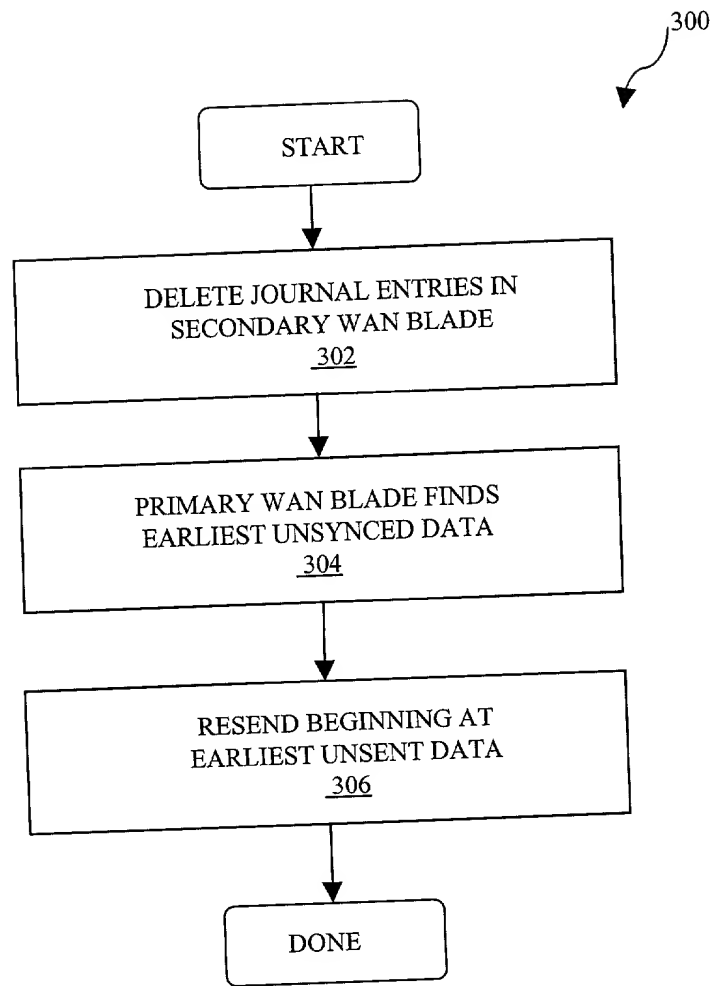 300
START
DELETE JOURNAL ENTRIES IN
SECONDARY WAN BLADE
302
PRIMARY WAN BLADE FINDS
EARLIEST UNSYNCED DATA
304
RESEND BEGINNING AT
EARLIEST UNSENT DATA
306
DONE